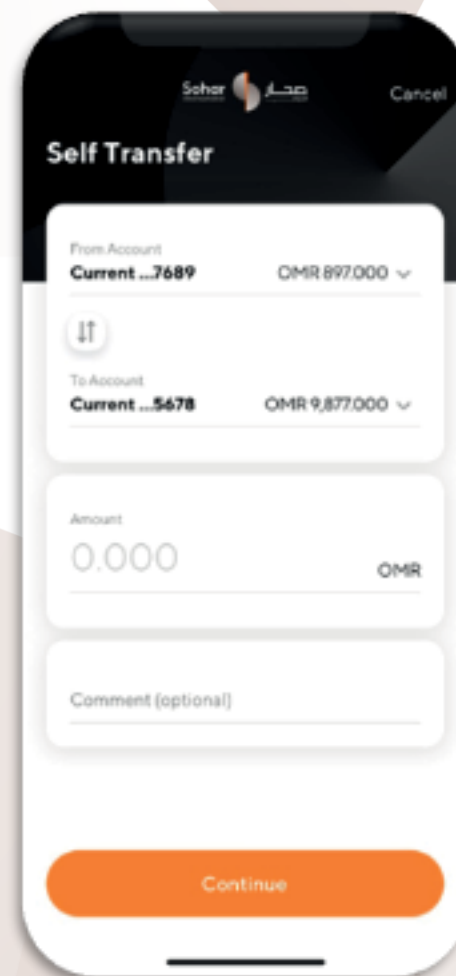 Sohar صحار
Cancel
Self Transfer
From Account
Current ...7689 OMR 897.000
To Account
Current ...5678 OMR 9,877.000
Amount
0.000 OMR
Comment (optional)
Continue